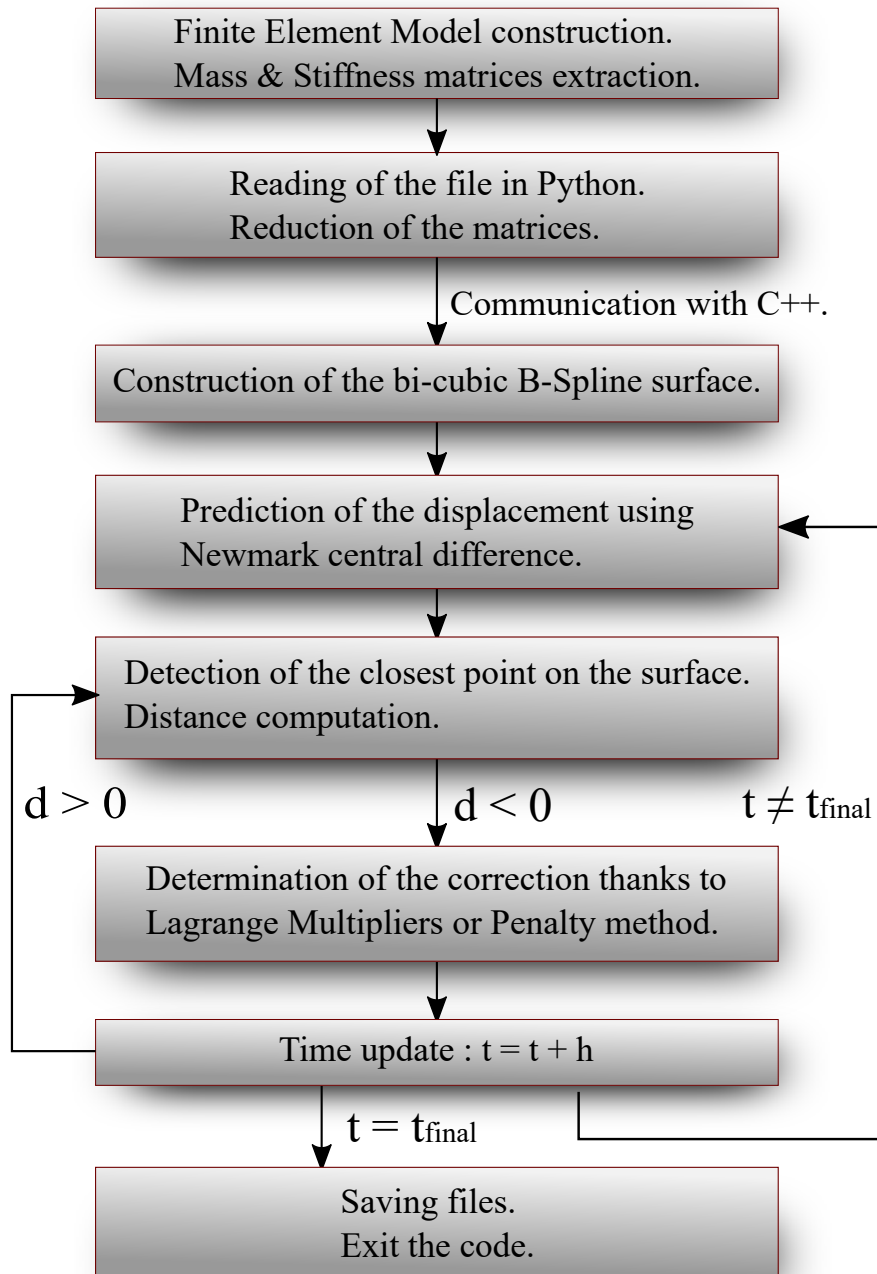 Finite Element Model construction.
Mass & Stiffness matrices extraction.
Reading of the file in Python.
Reduction of the matrices.
Communication with C++.
Construction of the bi-cubic B-Spline surface.
Prediction of the displacement using
Newmark central difference.
Detection of the closest point on the surface.
Distance computation.
d > 0
d < 0
t ≠ tfinal
Determination of the correction thanks to
Lagrange Multipliers or Penalty method.
Time update : t = t + h
t = tfinal
Saving files.
Exit the code.